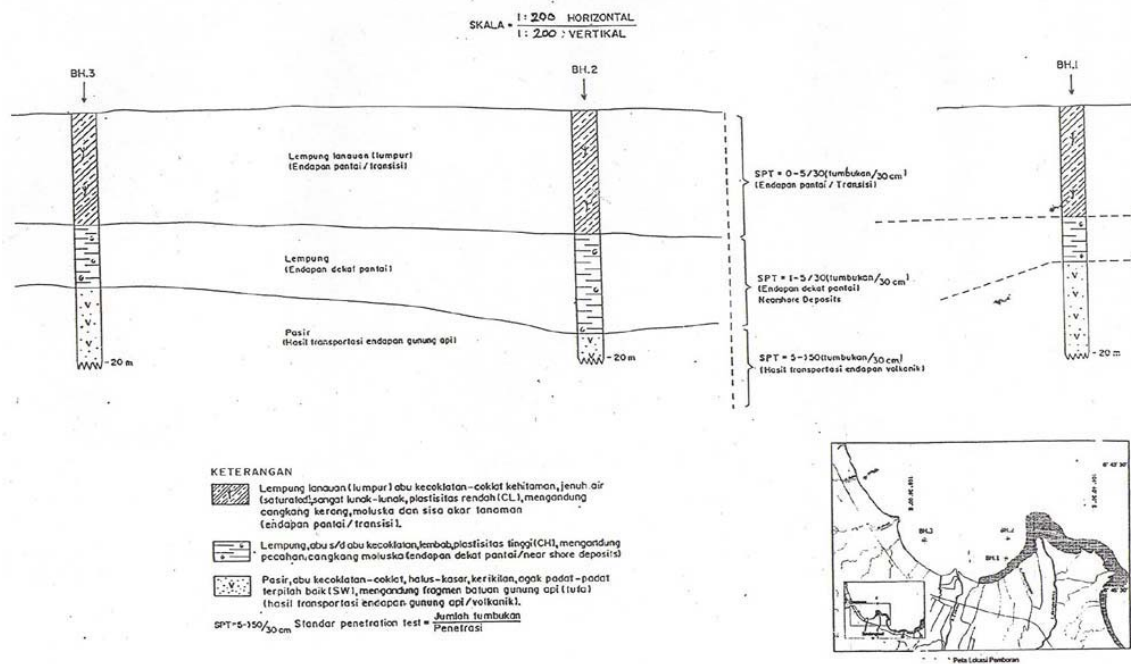 SKALA = 1:200 HORIZONTAL
1:200 : VERTIKAL
BH.3
BH.2
BH.1
Lempung lanauan (lumpur)
(Endapan pantai / transisi)
SPT = 0-5/30(tumbukan/30 cm)
(Endapan pantai / Transisi)
Lempung
(Endapan dekat pantai)
SPT = 1-5/30(tumbukan/30 cm)
(Endapan dekat pantai)
Nearshore Deposits
Pasir
(Hasil transportasi endapan gunung api)
-20 m
-20 m
-20 m
SPT = 5->50(tumbukan/30 cm)
(Hasil transportasi endapan volkanik)
KETERANGAN
Lempung lanauan (lumpur) abu kecoklatan-coklat kehitaman, jenuh air
(saturated), sangat lunak-lunak, plastisitas rendah (CL), mengandung
cangkang kerang, moluska dan sisa akar tanaman
(endapan pantai / transisi).
Lempung, abu s/d abu kecoklatan, lembab, plastisitas tinggi (CH), mengandung
pecahan, cangkang moluska (endapan dekat pantai/near shore deposits)
Pasir, abu kecoklatan-coklat, halus-kasar, kerikilan, agak padat-padat
terpilah baik (SW), mengandung fragmen batuan gunung api (tufa)
(hasil transportasi endapan gunung api/volkanik).
SPT=5->50/30 cm Standar penetration test = Jumlah tumbukan
Penetrasi
BH.3
BH.1
Peta Lokasi Pemboran